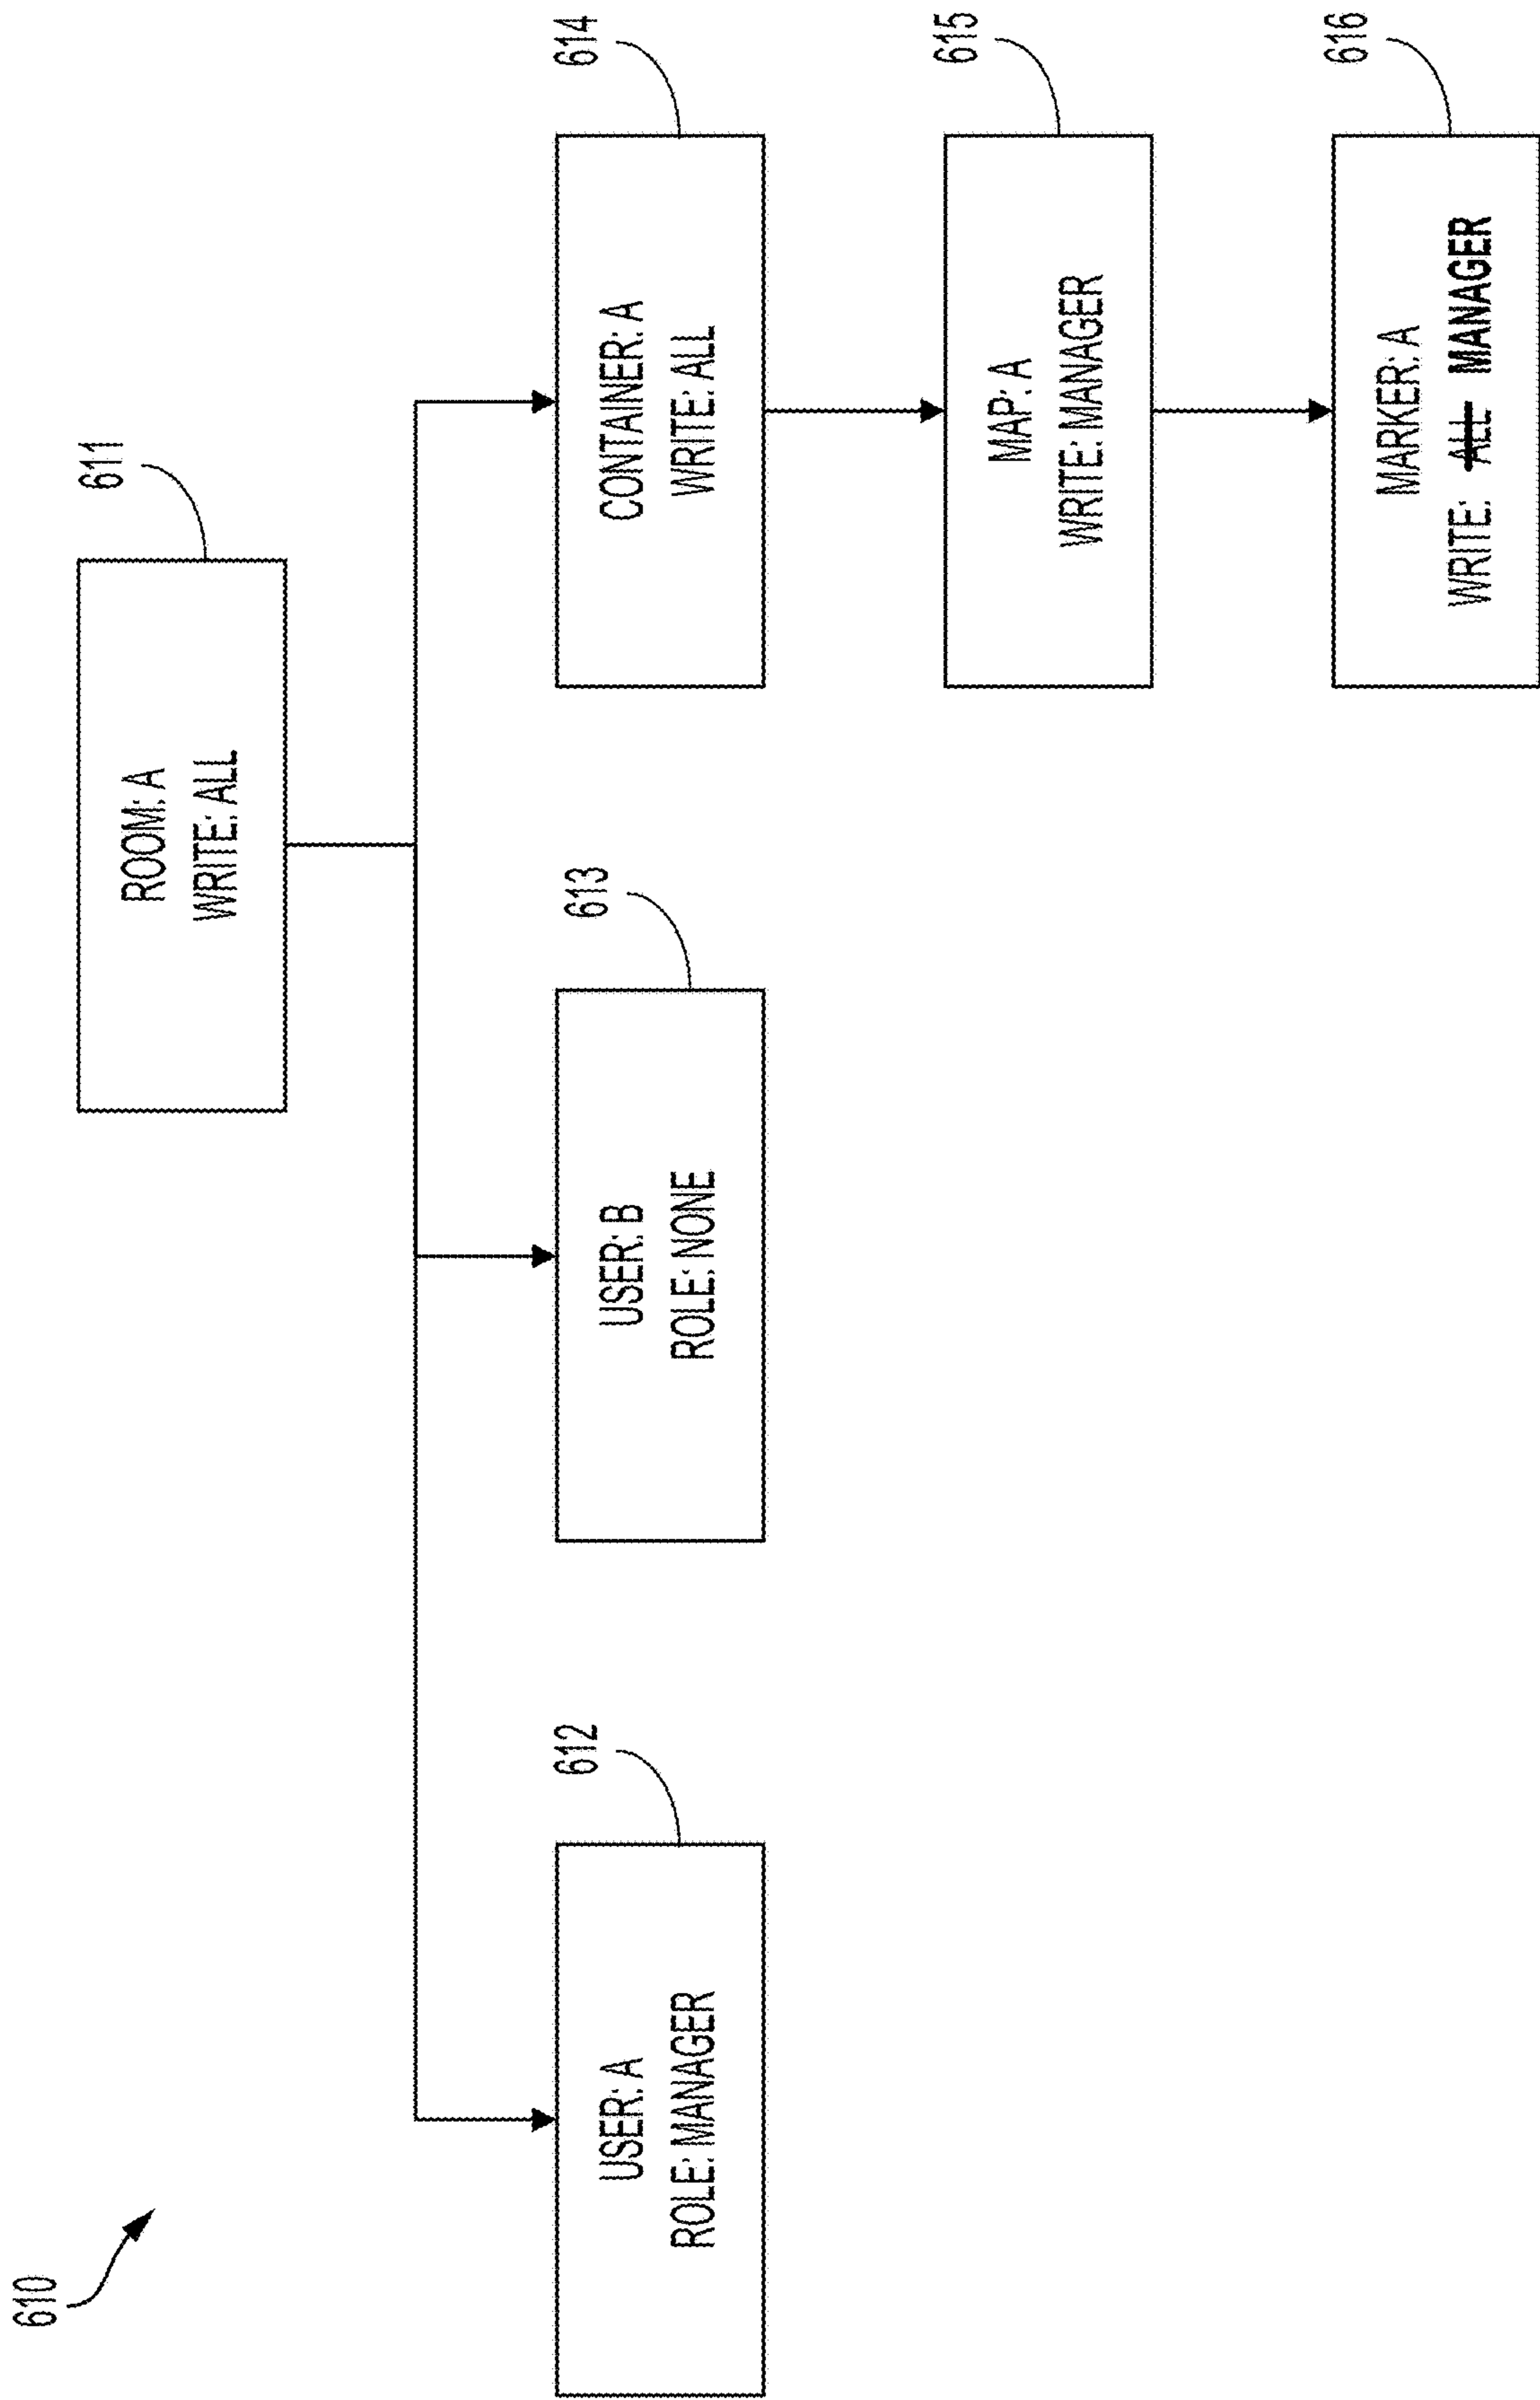 610
611
ROOM: A
WRITE: ALL
612
USER: A
ROLE: MANAGER
613
USER: B
ROLE: NONE
614
CONTAINER: A
WRITE: ALL
615
MAP: A
WRITE: MANAGER
616
MARKER: A
WRITE: ALL MANAGER